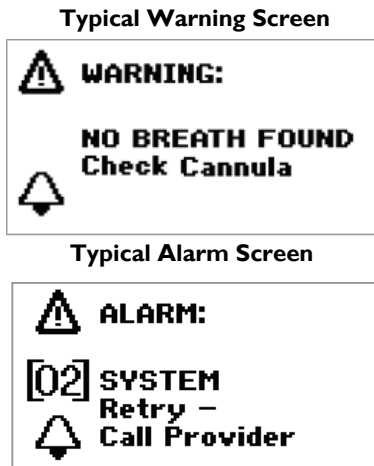 Typical Warning Screen
WARNING:
NO BREATH FOUND
Check Cannula
Typical Alarm Screen
ALARM:
[02] SYSTEM
Retry –
Call Provider